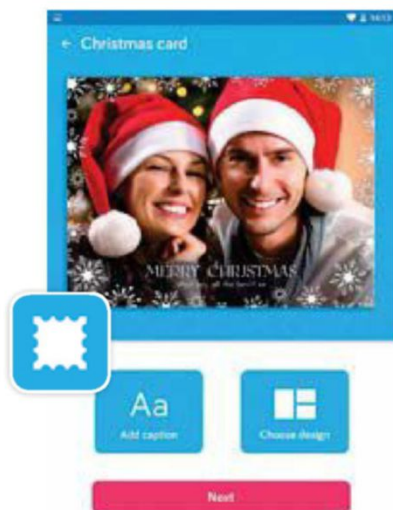 ← Christmas card
MERRY CHRISTMAS
Aa
Add caption
Choose design
Next